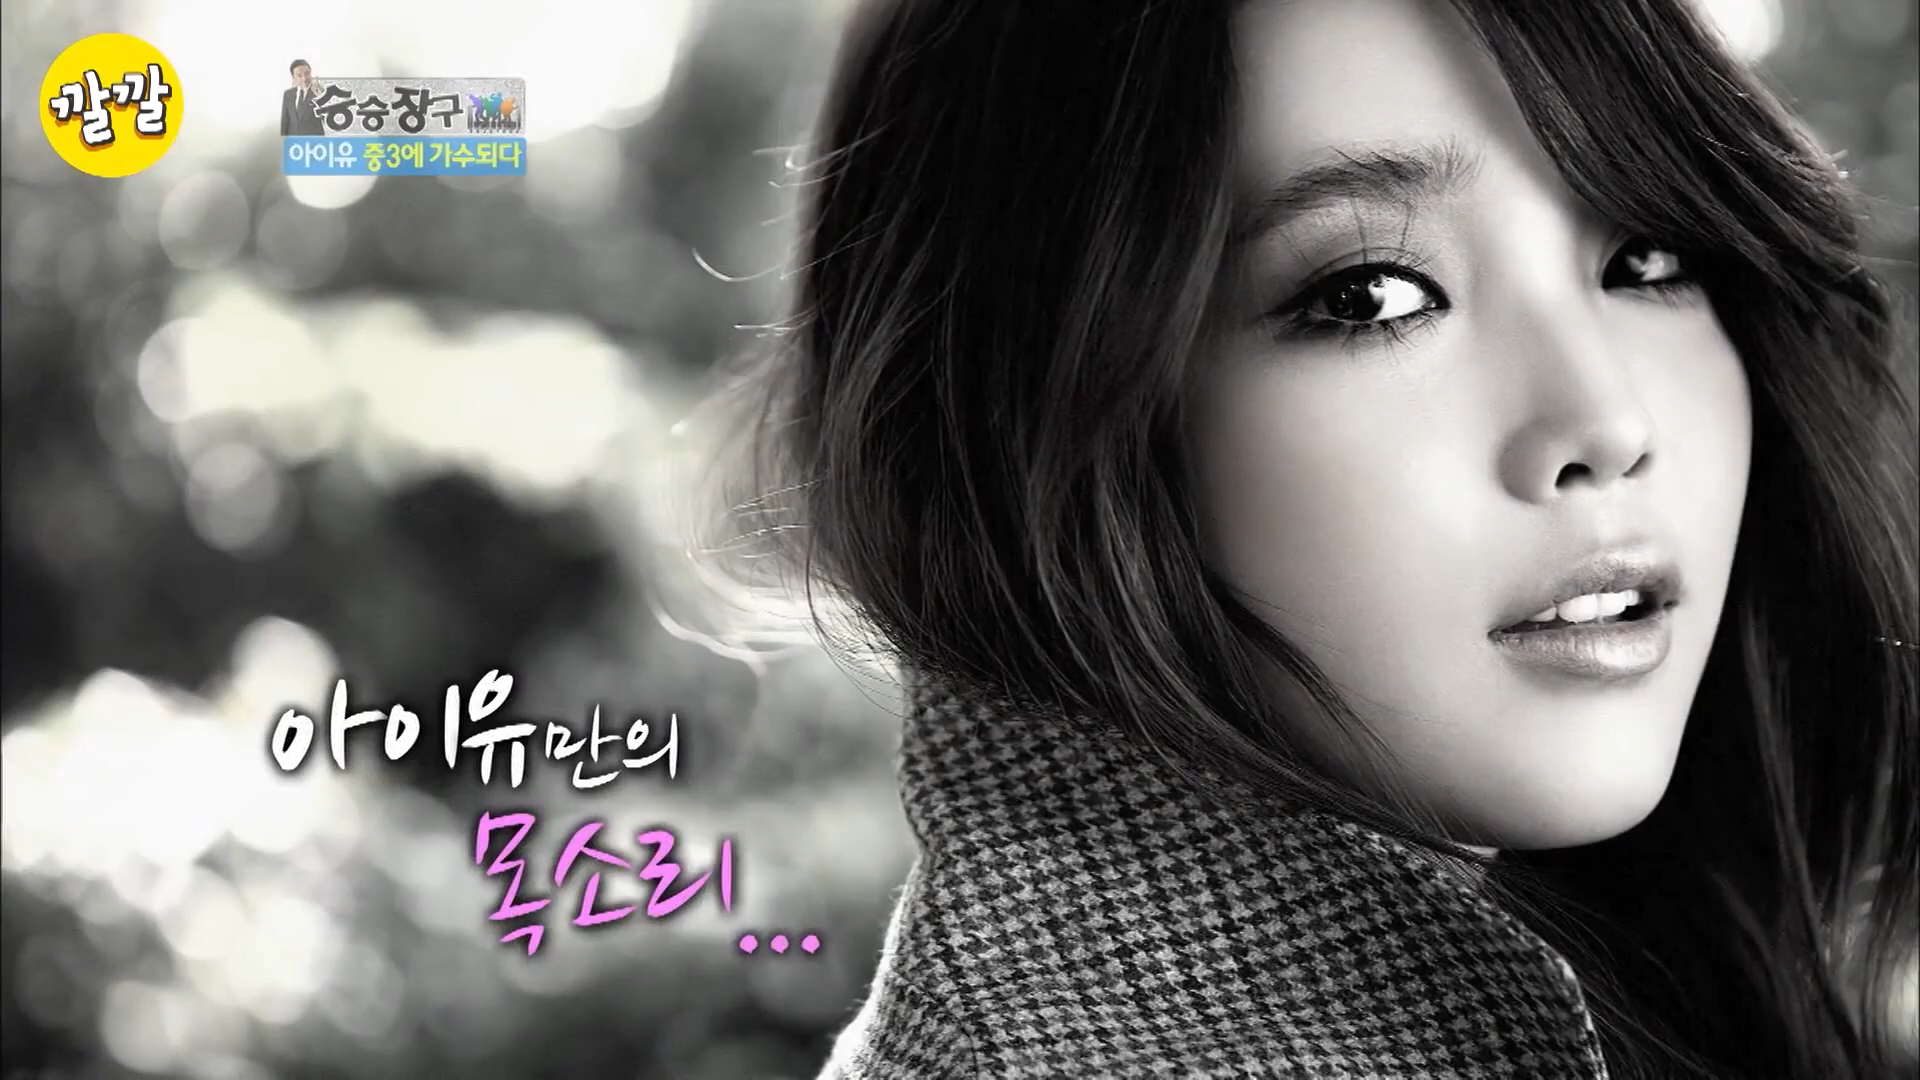 깔깔
승승장구
아이유 중3에 가수되다
아이유만의
목소리...